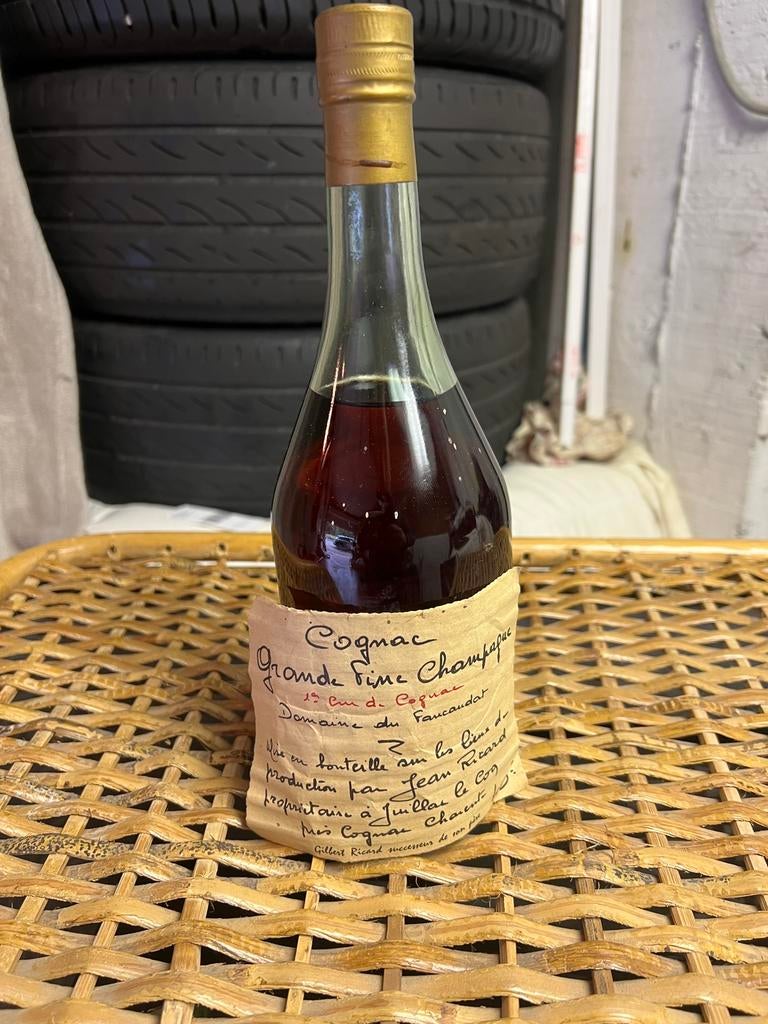 Cognac
Grande Fine Champagne
1er Cru de Cognac
Domaine du Faucaudat
Mise en bouteille sur les lieux de
production par Jean Ricard
propriétaire à Juillac le Coq
près Cognac Charente
Gilbert Ricard successeur de son père